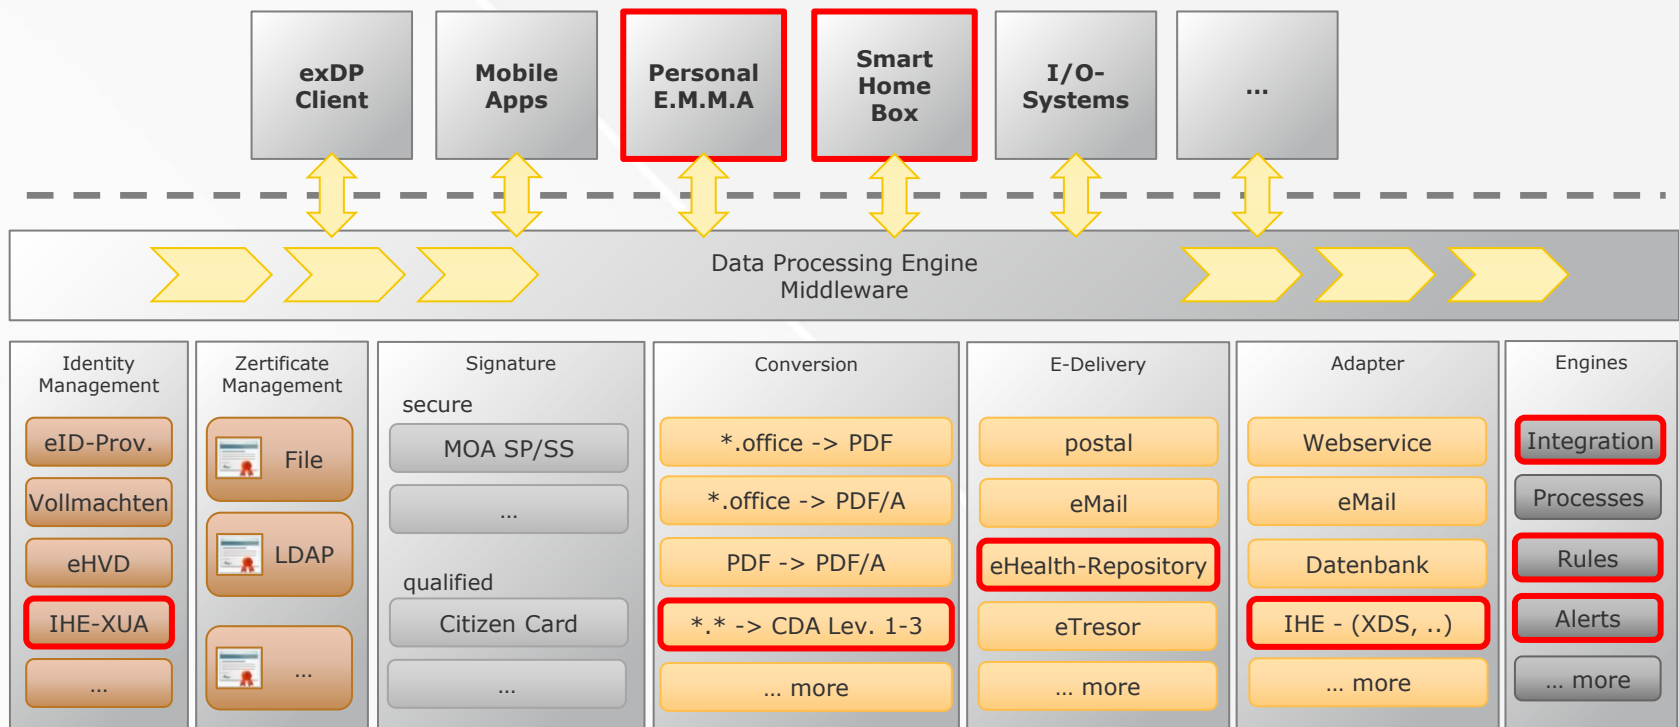 exDP
Client
Mobile
Apps
Personal
E.M.M.A
Smart
Home
Box
I/O-
Systems
...
Data Processing Engine
Middleware
Identity
Management
eID-Prov.
Vollmachten
eHVD
IHE-XUA
...
Zertificate
Management
File
LDAP
...
Signature
secure
MOA SP/SS
...
qualified
Citizen Card
...
Conversion
*.office -> PDF
*.office -> PDF/A
PDF -> PDF/A
*.* -> CDA Lev. 1-3
... more
E-Delivery
postal
eMail
eHealth-Repository
eTresor
... more
Adapter
Webservice
eMail
Datenbank
IHE - (XDS, ..)
... more
Engines
Integration
Processes
Rules
Alerts
... more